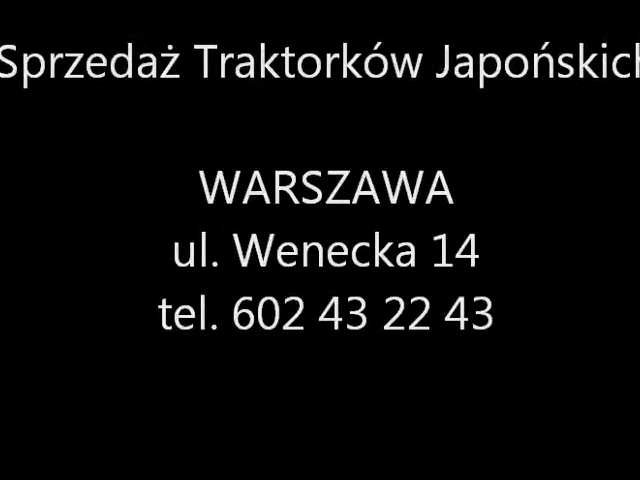 Sprzedaż Traktorków Japońskich
WARSZAWA
ul. Wenecka 14
tel. 602 43 22 43